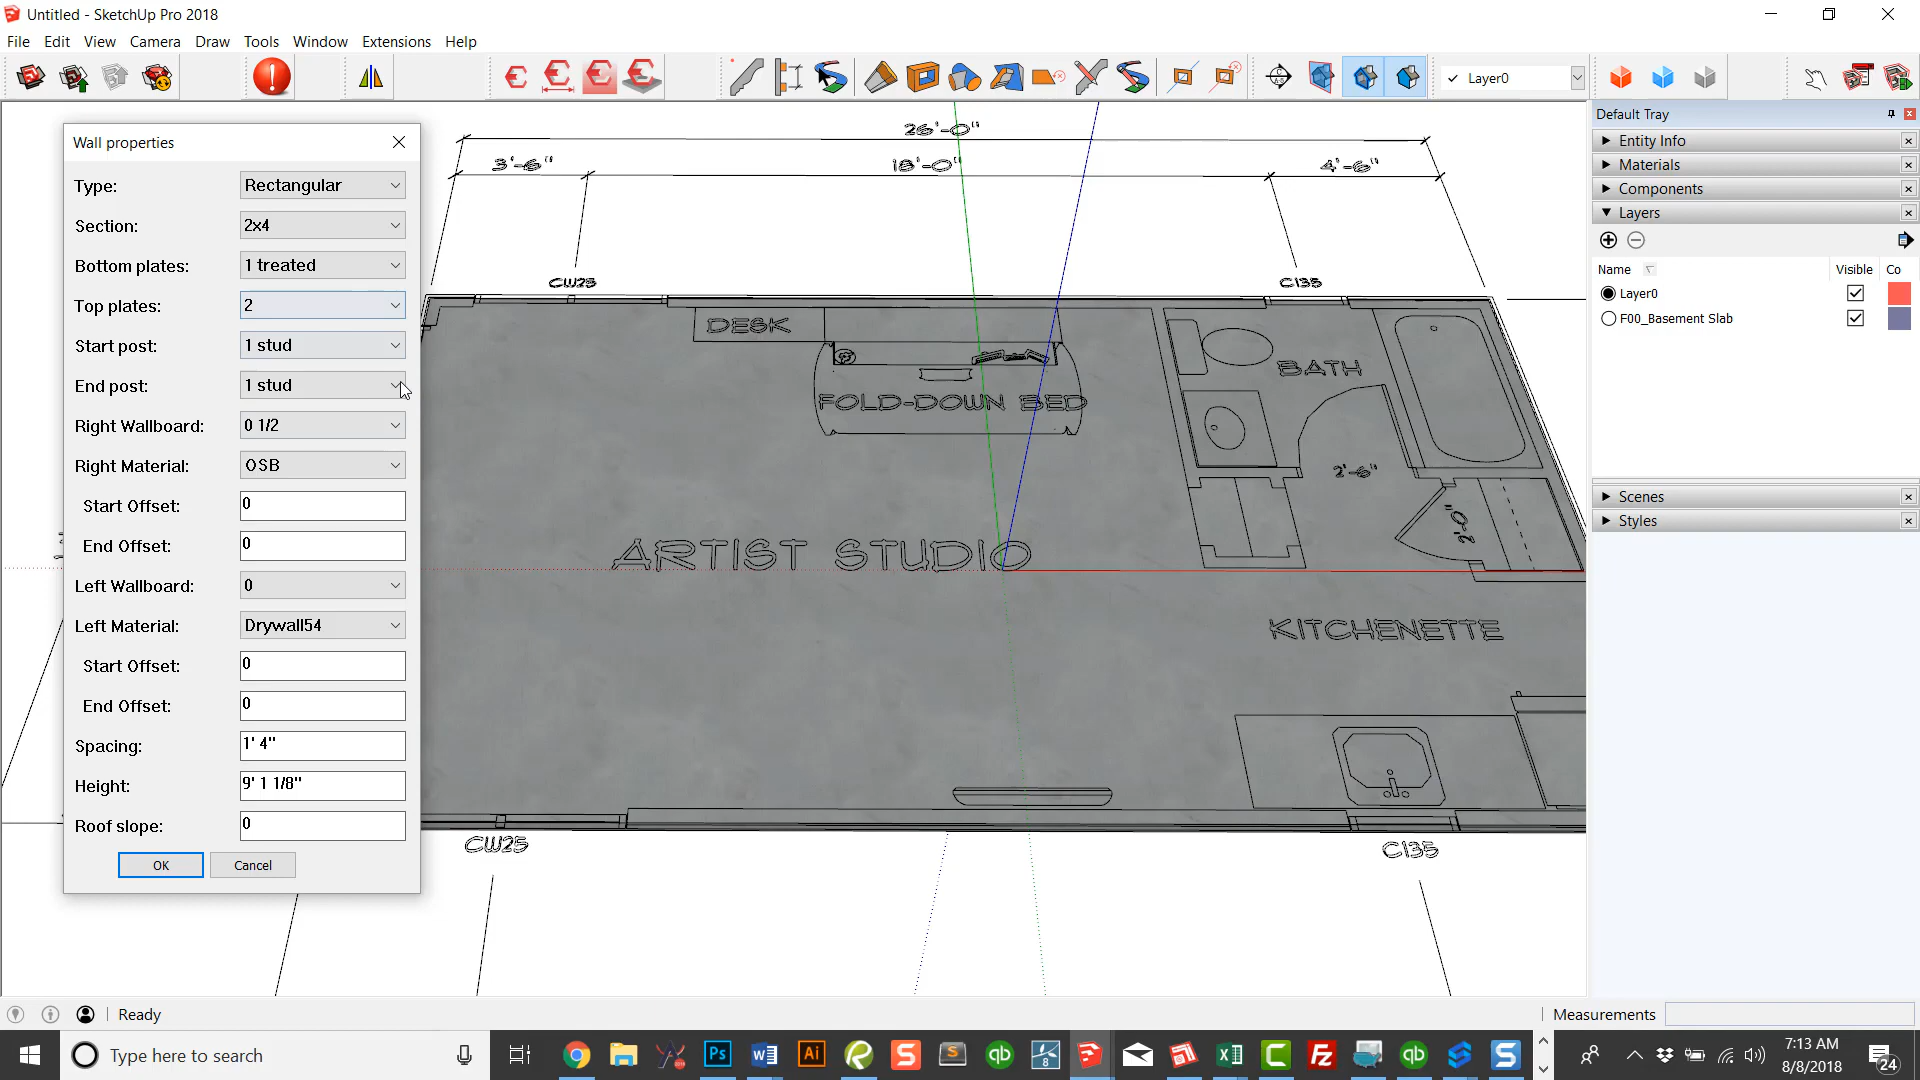 Untitled - SketchUp Pro 2018
File Edit View Camera Draw Tools Window Extensions Help
Layer0
Wall properties
Type: Rectangular
Section: 2x4
Bottom plates: 1 treated
Top plates: 2
Start post: 1 stud
End post: 1 stud
Right Wallboard: 0 1/2
Right Material: OSB
Start Offset: 0
End Offset: 0
Left Wallboard: 0
Left Material: Drywall54
Start Offset: 0
End Offset: 0
Spacing: 1' 4"
Height: 9' 1 1/8"
Roof slope: 0
OK Cancel
26'-0"
3'-6" 18'-0" 4'-6"
CW25 C135
DESK
BATH
FOLD-DOWN BED
2'-6"
2'-0"
ARTIST STUDIO
KITCHENETTE
CW25 C135
Default Tray
Entity Info
Materials
Components
Layers
Name Visible Co
Layer0
F00_Basement Slab
Scenes
Styles
Ready
Measurements
Type here to search
Ps
Ai
8
Fz
7:13 AM
8/8/2018
24